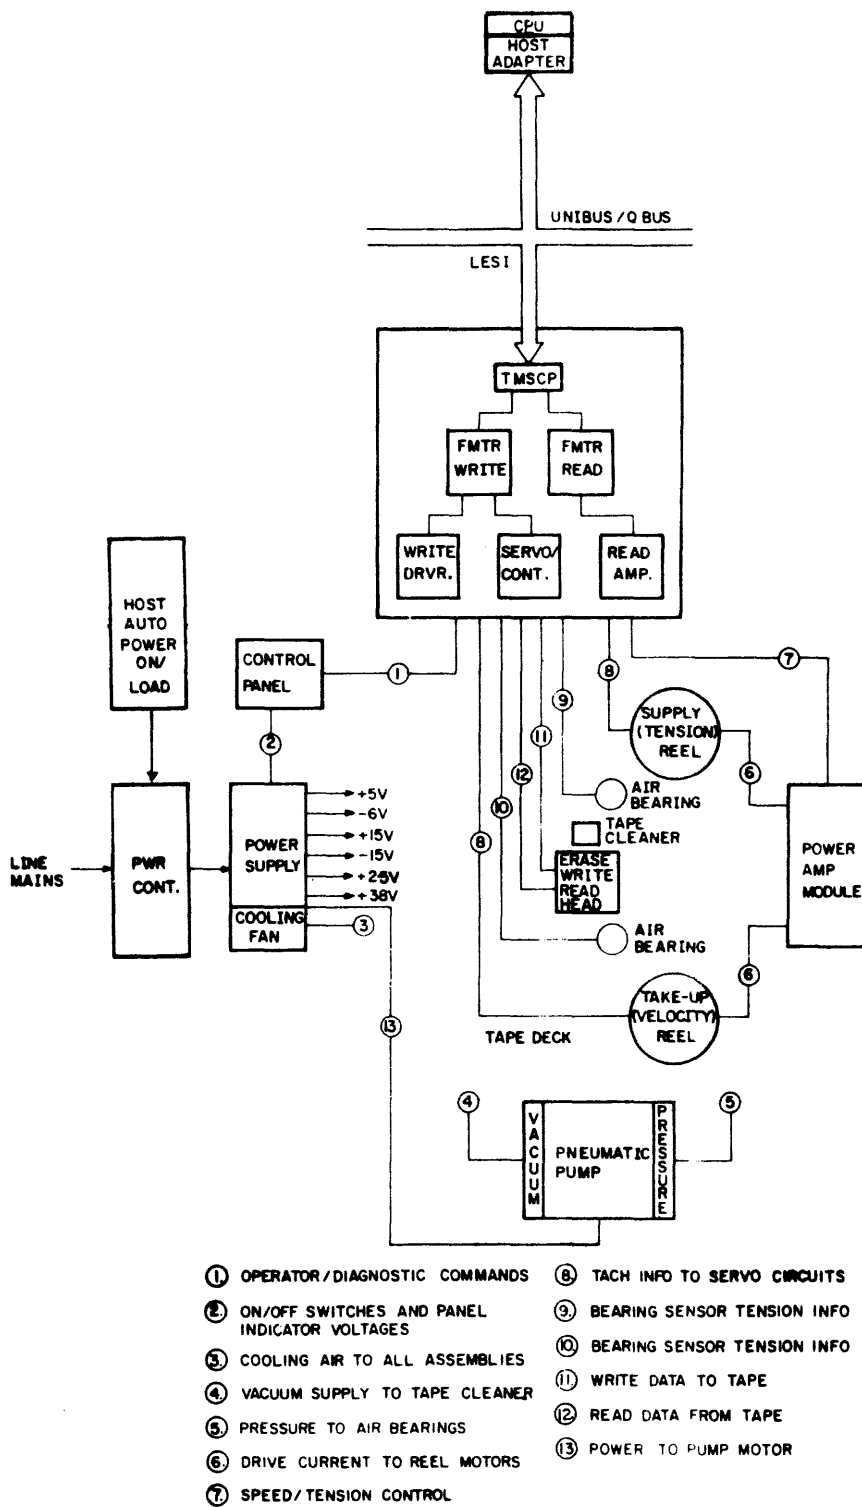 CPU
HOST
ADAPTER
UNIBUS/Q BUS
LESI
TMSCP
FMTR
WRITE
FMTR
READ
WRITE
DRVR.
SERVO/
CONT.
READ
AMP.
HOST
AUTO
POWER
ON/
LOAD
CONTROL
PANEL
1
7
8
9
2
SUPPLY
(TENSION)
REEL
11
12
6
10
8
AIR
BEARING
TAPE
CLEANER
+5V
-6V
+15V
-15V
+25V
+38V
LINE
MAINS
PWR
CONT.
POWER
SUPPLY
COOLING
FAN
3
ERASE
WRITE
READ
HEAD
POWER
AMP
MODULE
AIR
BEARING
6
TAKE-UP
(VELOCITY)
REEL
13
TAPE DECK
4
5
VACUUM
PNEUMATIC
PUMP
PRESSURE
1. OPERATOR/DIAGNOSTIC COMMANDS
2. ON/OFF SWITCHES AND PANEL
INDICATOR VOLTAGES
3. COOLING AIR TO ALL ASSEMBLIES
4. VACUUM SUPPLY TO TAPE CLEANER
5. PRESSURE TO AIR BEARINGS
6. DRIVE CURRENT TO REEL MOTORS
7. SPEED/TENSION CONTROL
8. TACH INFO TO SERVO CIRCUITS
9. BEARING SENSOR TENSION INFO
10. BEARING SENSOR TENSION INFO
11. WRITE DATA TO TAPE
12. READ DATA FROM TAPE
13 POWER TO PUMP MOTOR